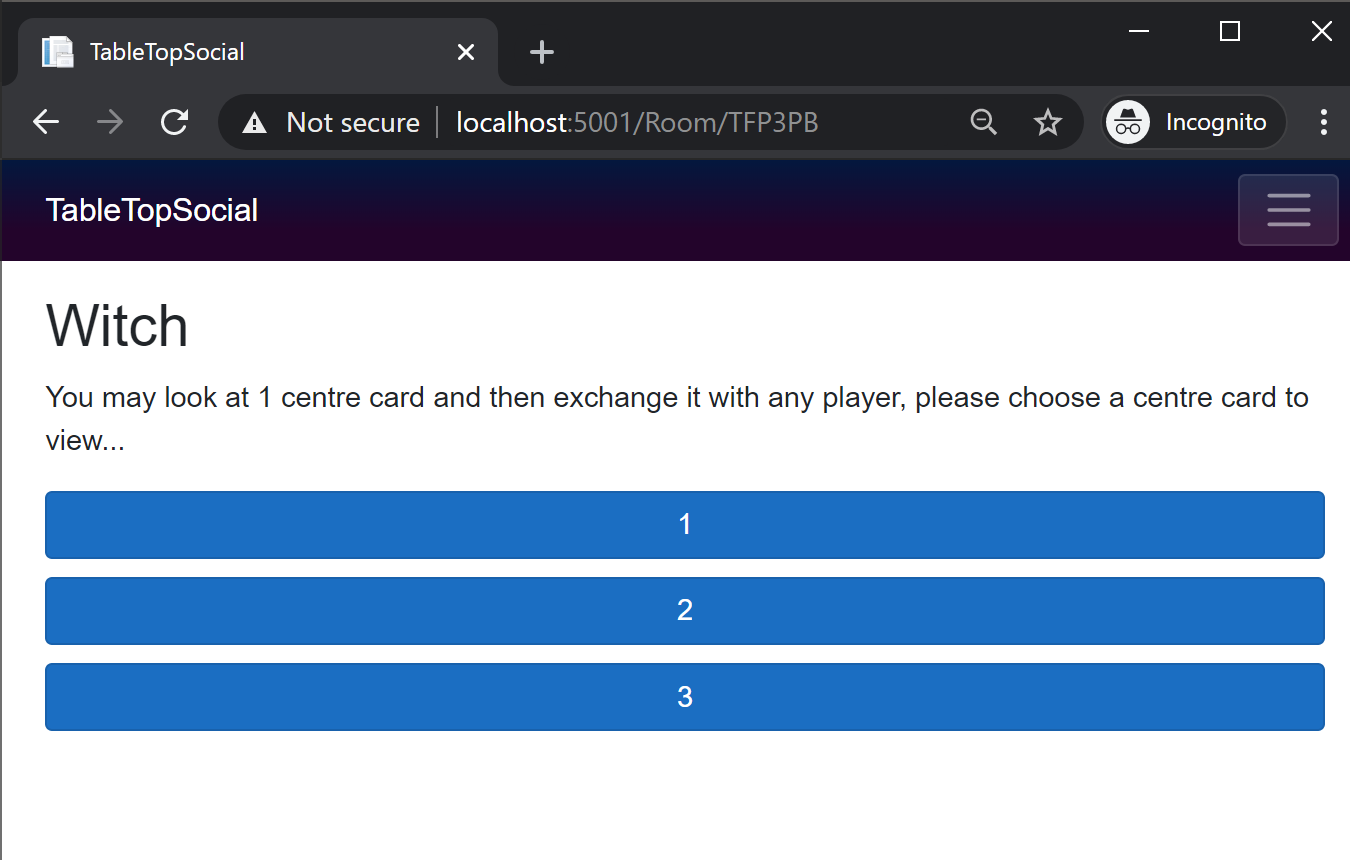 TableTopSocial
Not secure localhost:5001/Room/TFP3PB Incognito
TableTopSocial
Witch
You may look at 1 centre card and then exchange it with any player, please choose a centre card to
view...
1
2
3